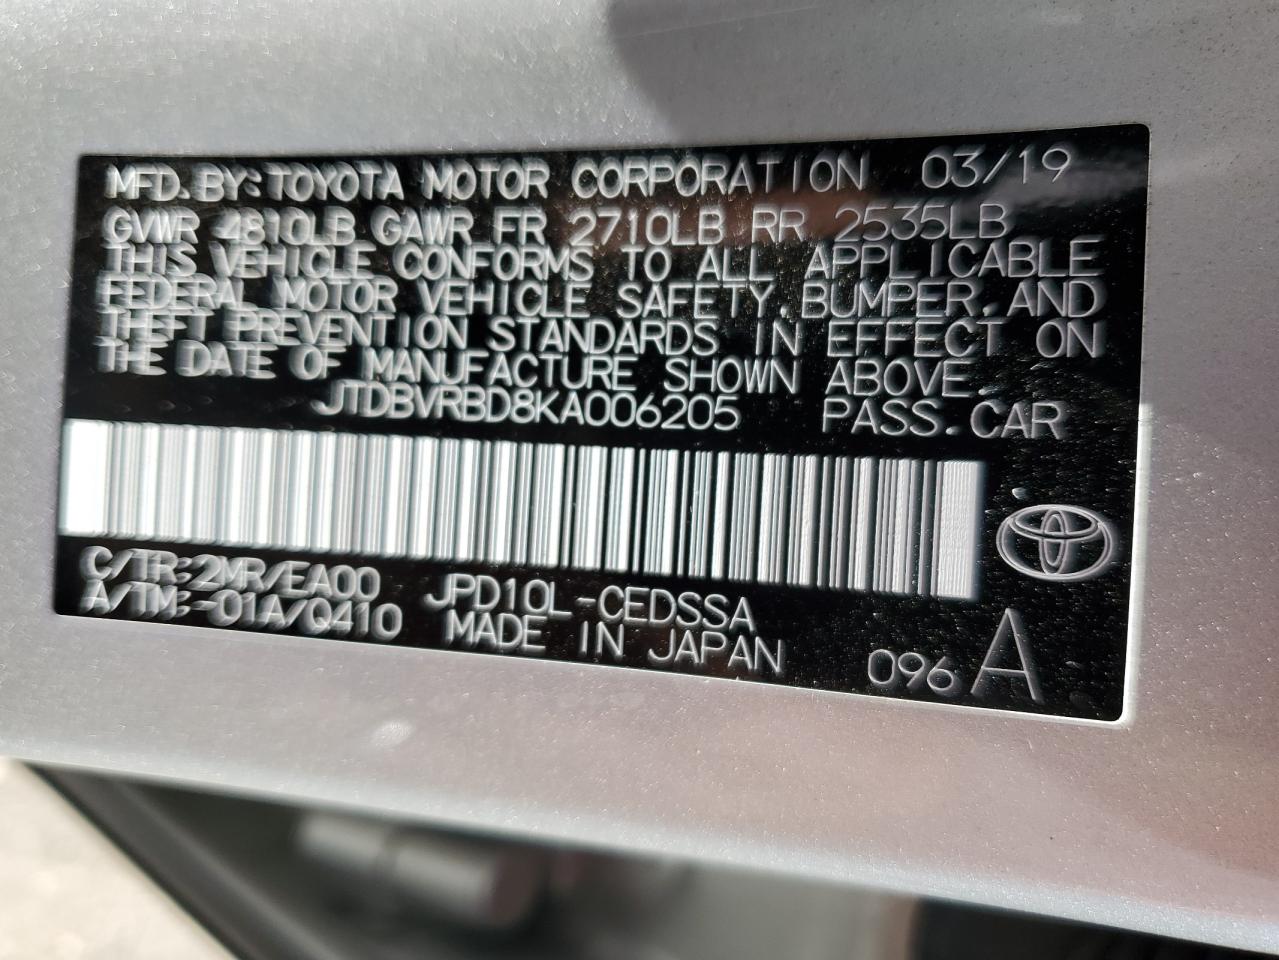 MFD. BY: TOYOTA MOTOR CORPORATION 03/19
GVWR 4810LB GAWR FR 2710LB RR 2535LB
THIS VEHICLE CONFORMS TO ALL APPLICABLE
FEDERAL MOTOR VEHICLE SAFETY, BUMPER, AND
THEFT PREVENTION STANDARDS IN EFFECT ON
THE DATE OF MANUFACTURE SHOWN ABOVE.
JTDBVRBD8KA006205 PASS. CAR
C/TR: 2MR/EA00 JPD10L-CEDSSA
A/TM: -01A/Q410 MADE IN JAPAN 096 A